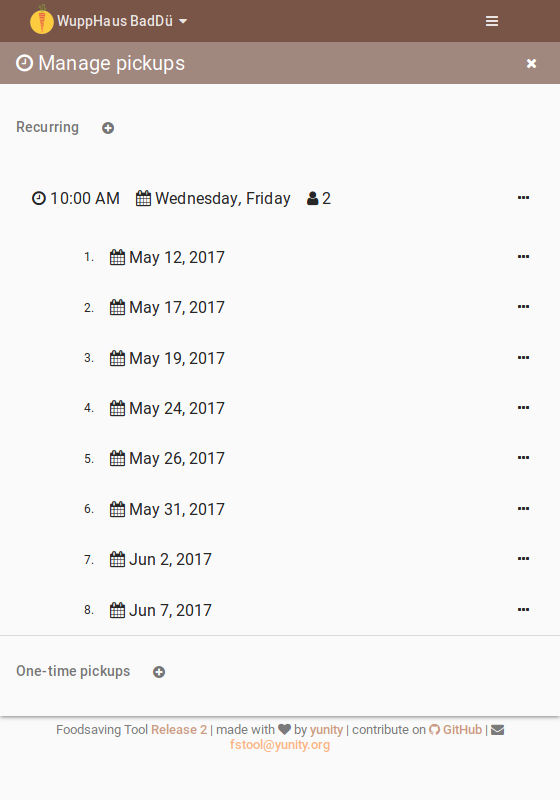 WuppHaus BadDü
Manage pickups
Recurring
10:00 AM Wednesday, Friday 2
1. May 12, 2017
2. May 17, 2017
3. May 19, 2017
4. May 24, 2017
5. May 26, 2017
6. May 31, 2017
7. Jun 2, 2017
8. Jun 7, 2017
One-time pickups
Foodsaving Tool Release 2 | made with by yunity | contribute on GitHub |
fstool@yunity.org